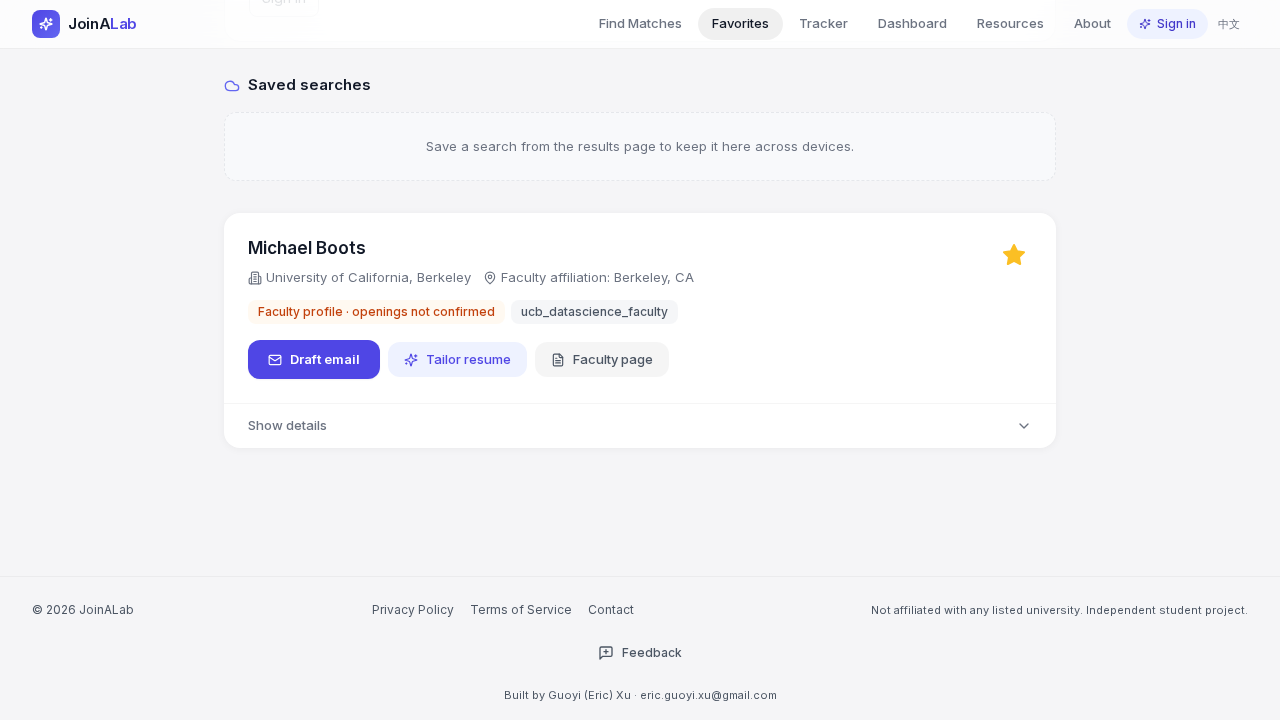 JoinALab
Find Matches
Favorites
Tracker
Dashboard
Resources
About
Sign in
中文
Sign in
Saved searches
Save a search from the results page to keep it here across devices.
Michael Boots
University of California, Berkeley
Faculty affiliation: Berkeley, CA
Faculty profile · openings not confirmed
ucb_datascience_faculty
Draft email
Tailor resume
Faculty page
Show details
© 2026 JoinALab
Privacy Policy
Terms of Service
Contact
Not affiliated with any listed university. Independent student project.
Feedback
Built by Guoyi (Eric) Xu · eric.guoyi.xu@gmail.com